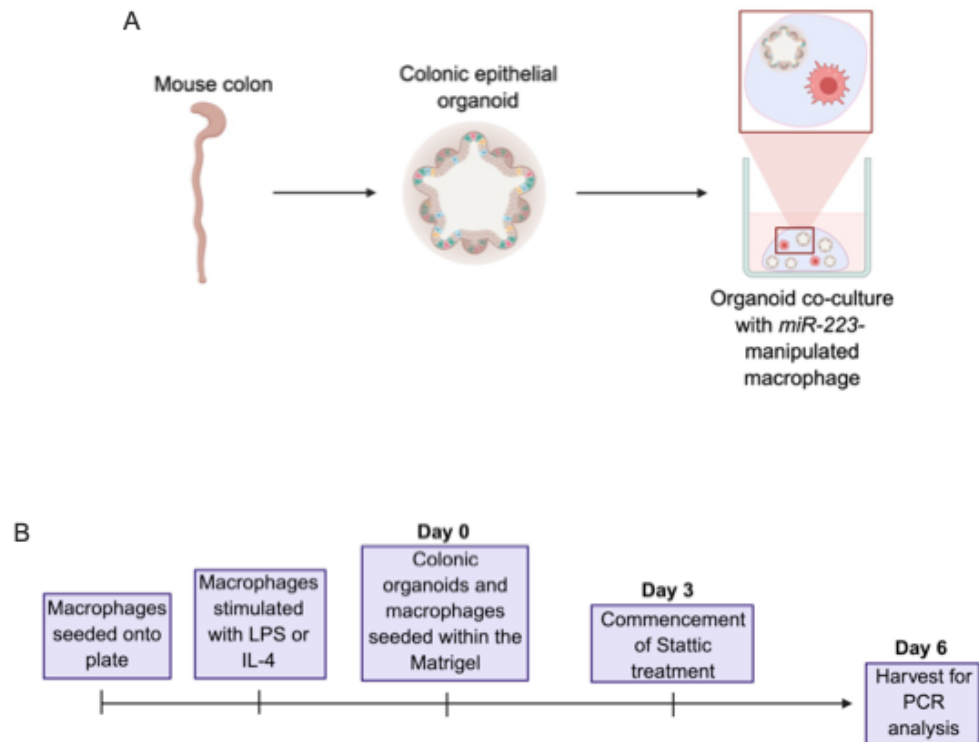 A
Mouse colon
Colonic epithelial
organoid
Organoid co-culture
with miR-223-
manipulated
macrophage
B
Macrophages
seeded onto
plate
Macrophages
stimulated
with LPS or
IL-4
Day 0
Colonic
organoids and
macrophages
seeded within the
Matrigel
Day 3
Commencement
of Stattic
treatment
Day 6
Harvest for
PCR
analysis